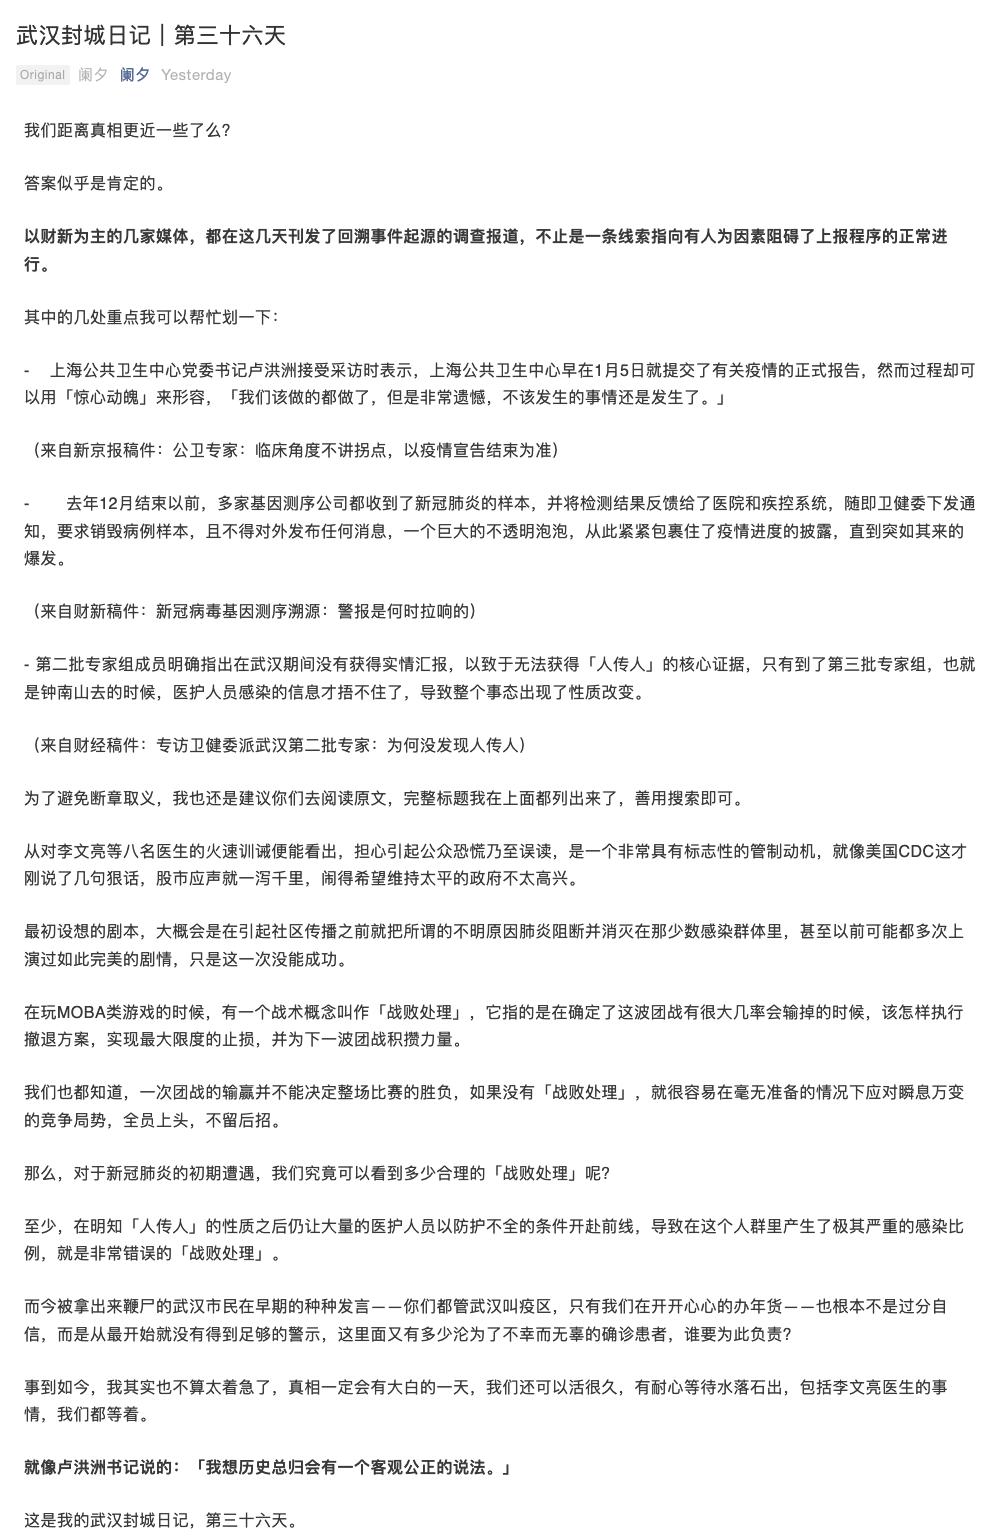 武汉封城日记 | 第三十六天
Original 阑夕 阑夕 Yesterday
我们距离真相更近一些了么？
答案似乎是肯定的。
以财新为主的几家媒体，都在这几天刊发了回溯事件起源的调查报道，不止是一条线索指向有人为因素阻碍了上报程序的正常进
行。
其中的几处重点我可以帮忙划一下：
- 上海公共卫生中心党委书记卢洪洲接受采访时表示，上海公共卫生中心早在1月5日就提交了有关疫情的正式报告，然而过程却可
以用「惊心动魄」来形容，「我们该做的都做了，但是非常遗憾，不该发生的事情还是发生了。」
（来自新京报稿件：公卫专家：临床角度不讲拐点，以疫情宣告结束为准）
- 去年12月结束以前，多家基因测序公司都收到了新冠肺炎的样本，并将检测结果反馈给了医院和疾控系统，随即卫健委下发通
知，要求销毁病例样本，且不得对外发布任何消息，一个巨大的不透明泡泡，从此紧紧包裹住了疫情进度的披露，直到突如其来的
爆发。
（来自财新稿件：新冠病毒基因测序溯源：警报是何时拉响的）
- 第二批专家组成员明确指出在武汉期间没有获得实情汇报，以致于无法获得「人传人」的核心证据，只有到了第三批专家组，也就
是钟南山去的时候，医护人员感染的信息才捂不住了，导致整个事态出现了性质改变。
（来自财经稿件：专访卫健委派武汉第二批专家：为何没发现人传人）
为了避免断章取义，我也还是建议你们去阅读原文，完整标题我在上面都列出来了，善用搜索即可。
从对李文亮等八名医生的火速训诫便能看出，担心引起公众恐慌乃至误读，是一个非常具有标志性的管制动机，就像美国CDC这才
刚说了几句狠话，股市应声就一泻千里，闹得希望维持太平的政府不太高兴。
最初设想的剧本，大概会是在引起社区传播之前就把所谓的不明原因肺炎阻断并消灭在那少数感染群体里，甚至以前可能都多次上
演过如此完美的剧情，只是这一次没能成功。
在玩MOBA类游戏的时候，有一个战术概念叫作「战败处理」，它指的是在确定了这波团战有很大几率会输掉的时候，该怎样执行
撤退方案，实现最大限度的止损，并为下一波团战积攒力量。
我们也都知道，一次团战的输赢并不能决定整场比赛的胜负，如果没有「战败处理」，就很容易在毫无准备的情况下应对瞬息万变
的竞争局势，全员上头，不留后招。
那么，对于新冠肺炎的初期遭遇，我们究竟可以看到多少合理的「战败处理」呢？
至少，在明知「人传人」的性质之后仍让大量的医护人员以防护不全的条件开赴前线，导致在这个人群里产生了极其严重的感染比
例，就是非常错误的「战败处理」。
而今被拿出来鞭尸的武汉市民在早期的种种发言——你们都管武汉叫疫区，只有我们在开开心心的办年货——也根本不是过分自
信，而是从最开始就没有得到足够的警示，这里面又有多少沦为了不幸而无辜的确诊患者，谁要为此负责？
事到如今，我其实也不算太着急了，真相一定会有大白的一天，我们还可以活很久，有耐心等待水落石出，包括李文亮医生的事
情，我们都等着。
就像卢洪洲书记说的：「我想历史总归会有一个客观公正的说法。」
这是我的武汉封城日记，第三十六天。